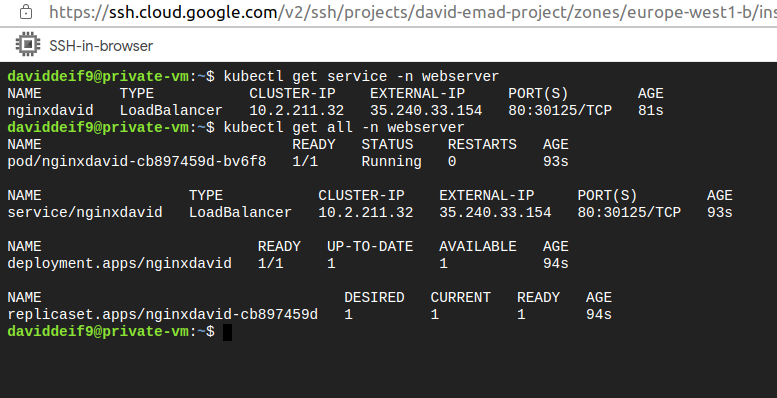 https://ssh.cloud.google.com/v2/ssh/projects/david-emad-project/zones/europe-west1-b/ins
SSH-in-browser
daviddeif9@private-vm:~$ kubectl get service -n webserver
NAME TYPE CLUSTER-IP EXTERNAL-IP PORT(S) AGE
nginxdavid LoadBalancer 10.2.211.32 35.240.33.154 80:30125/TCP 81s
daviddeif9@private-vm:~$ kubectl get all -n webserver
NAME READY STATUS RESTARTS AGE
pod/nginxdavid-cb897459d-bv6f8 1/1 Running 0 93s
NAME TYPE CLUSTER-IP EXTERNAL-IP PORT(S) AGE
service/nginxdavid LoadBalancer 10.2.211.32 35.240.33.154 80:30125/TCP 93s
NAME READY UP-TO-DATE AVAILABLE AGE
deployment.apps/nginxdavid 1/1 1 1 94s
NAME DESIRED CURRENT READY AGE
replicaset.apps/nginxdavid-cb897459d 1 1 1 94s
daviddeif9@private-vm:~$